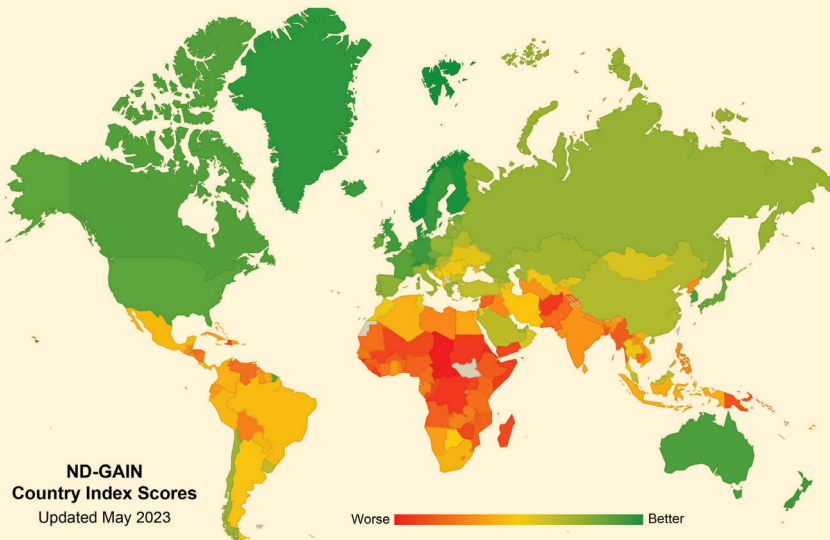 ND-GAIN
Country Index Scores
Updated May 2023
Worse
Better